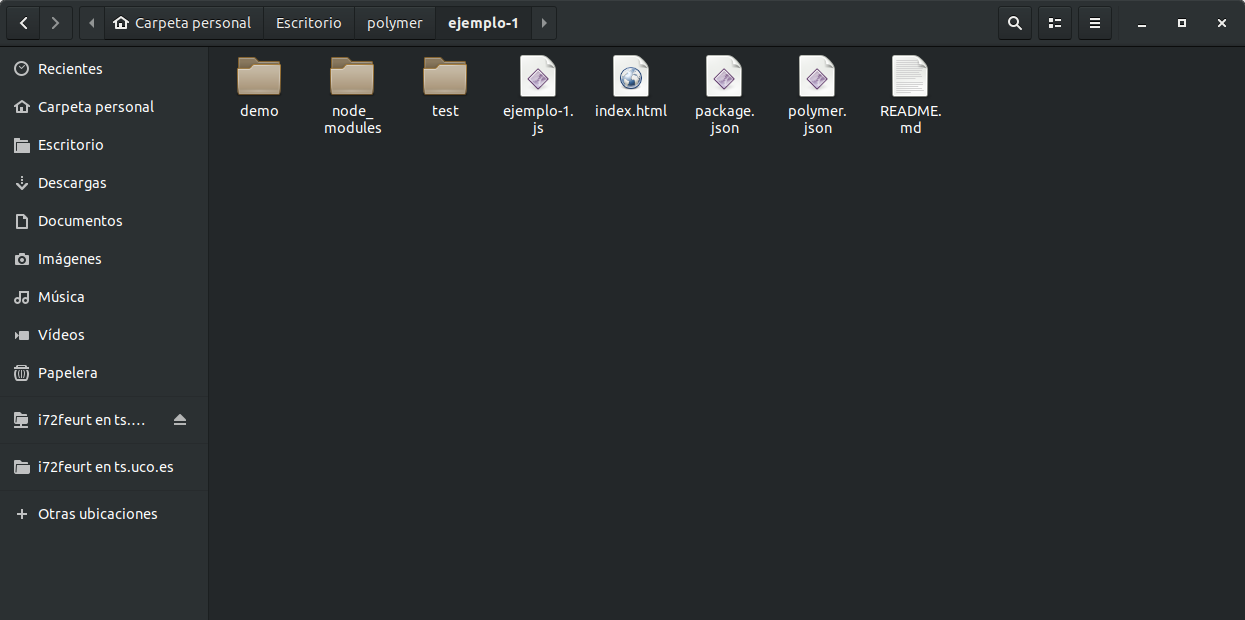 Carpeta personal
Escritorio
polymer
ejemplo-1
Recientes
Carpeta personal
Escritorio
Descargas
Documentos
Imágenes
Música
Vídeos
Papelera
i72feurt en ts....
i72feurt en ts.uco.es
Otras ubicaciones
demo
node_
modules
test
ejemplo-1.
js
index.html
package.
json
polymer.
json
README.
md